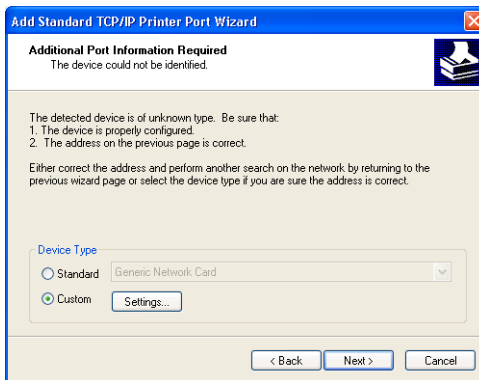 Add Standard TCP/IP Printer Port Wizard
Additional Port Information Required
The device could not be identified.
The detected device is of unknown type. Be sure that:
1. The device is properly configured.
2. The address on the previous page is correct.
Either correct the address and perform another search on the network by returning to the
previous wizard page or select the device type if you are sure the address is correct.
Device Type
Standard Generic Network Card
Custom Settings...
< Back Next > Cancel